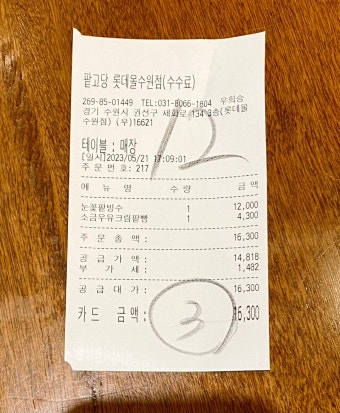 팥고당 롯데몰수원점(수수료)
269-85-01449 TEL:031-8066-1804 우희승
경기 수원시 권선구 세화로 134 3층(롯데몰
수원점) (우)16621
12
테이블 : 매장
[일시]2023/05/21 17:09:01
주문번호: 217
메뉴명 수량 금액
눈꽃팥빙수 1 12,000
소금우유크림팥빵 1 4,300
주문총액: 16,300
공급가액: 14,818
부가세: 1,482
공급대가: 16,300
카드 금액: 16,300
3